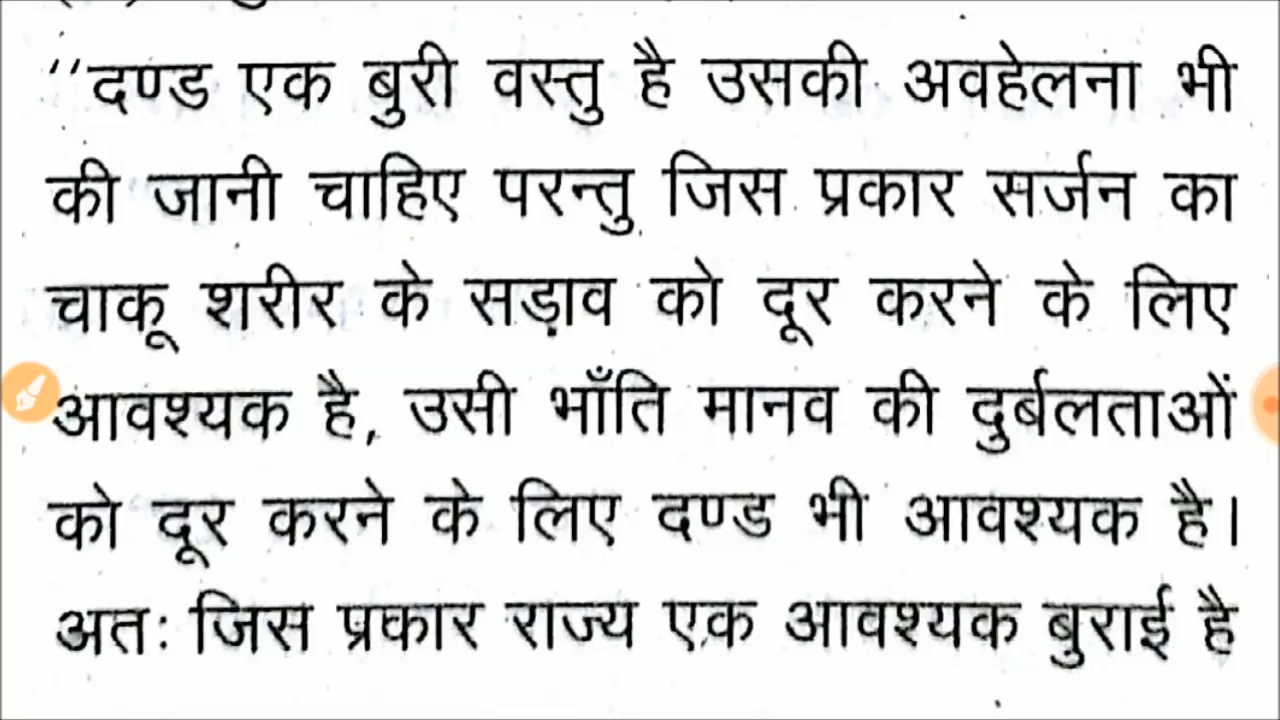 ‘‘दण्ड एक बुरी वस्तु है उसकी अवहेलना भी
की जानी चाहिए परन्तु जिस प्रकार सर्जन का
चाकू शरीर के सड़ाव को दूर करने के लिए
आवश्यक है, उसी भाँति मानव की दुर्बलताओं
को दूर करने के लिए दण्ड भी आवश्यक है।
अतः जिस प्रकार राज्य एक आवश्यक बुराई है